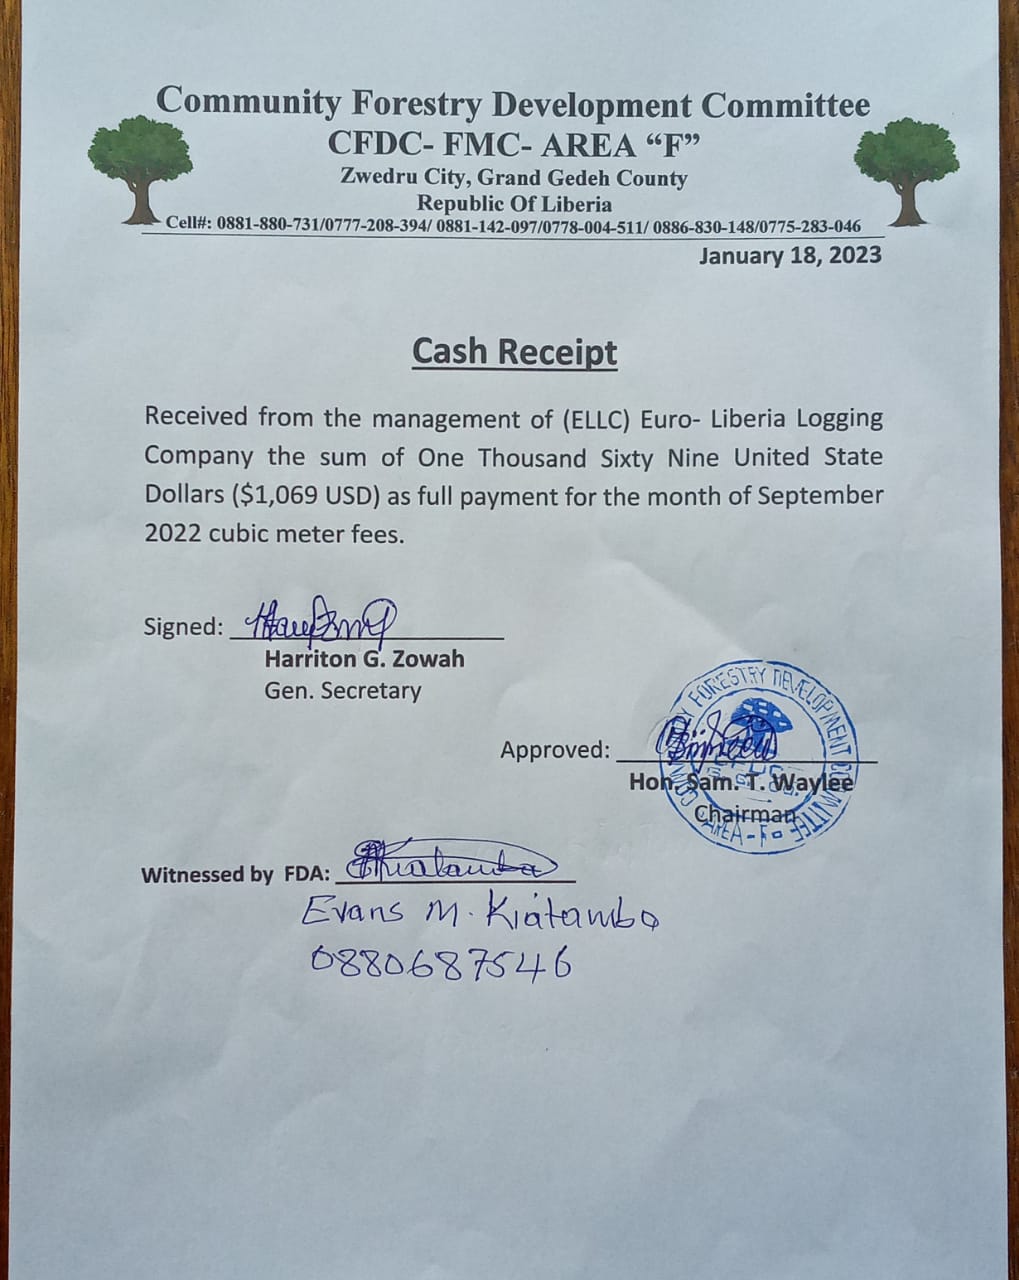 Community Forestry Development Committee
CFDC- FMC- AREA “F”
Zwedru City, Grand Gedeh County
Republic Of Liberia
Cell#: 0881-880-731/0777-208-394/ 0881-142-097/0778-004-511/ 0886-830-148/0775-283-046
January 18, 2023
Cash Receipt
Received from the management of (ELLC) Euro- Liberia Logging
Company the sum of One Thousand Sixty Nine United State
Dollars ($1,069 USD) as full payment for the month of September
2022 cubic meter fees.
Signed:
Harriton G. Zowah
Gen. Secretary
FORESTRY DEVELOPMENT COMMITTEE
Approved:
Hon. Sam. T. Waylee
Chairman
AREA-F
Witnessed by FDA:
Evans M. Kiatambo
0880687546